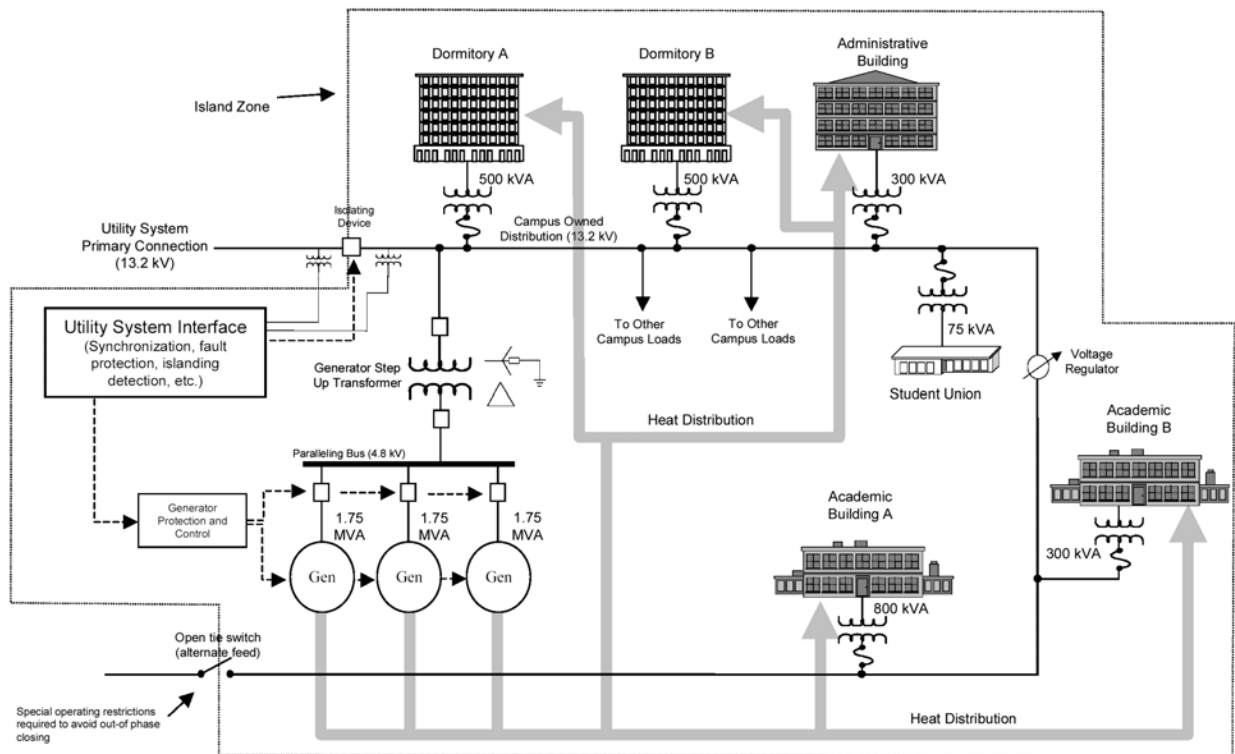 Dormitory A
Dormitory B
Administrative
Building
Island Zone
500 kVA
500 kVA
300 kVA
Isolating
Device
Utility System
Primary Connection
(13.2 kV)
Campus Owned
Distribution (13.2 kV)
Utility System Interface
(Synchronization, fault
protection, islanding
detection, etc.)
To Other
Campus Loads
To Other
Campus Loads
75 kVA
Student Union
Voltage
Regulator
Generator Step
Up Transformer
Heat Distribution
Academic
Building B
Paralleling Bus (4.8 kV)
Generator
Protection and
Control
1.75
MVA
1.75
MVA
1.75
MVA
Gen
Gen
Gen
Academic
Building A
300 kVA
800 kVA
Open tie switch
(alternate feed)
Special operating restrictions
required to avoid out-of phase
closing
Heat Distribution